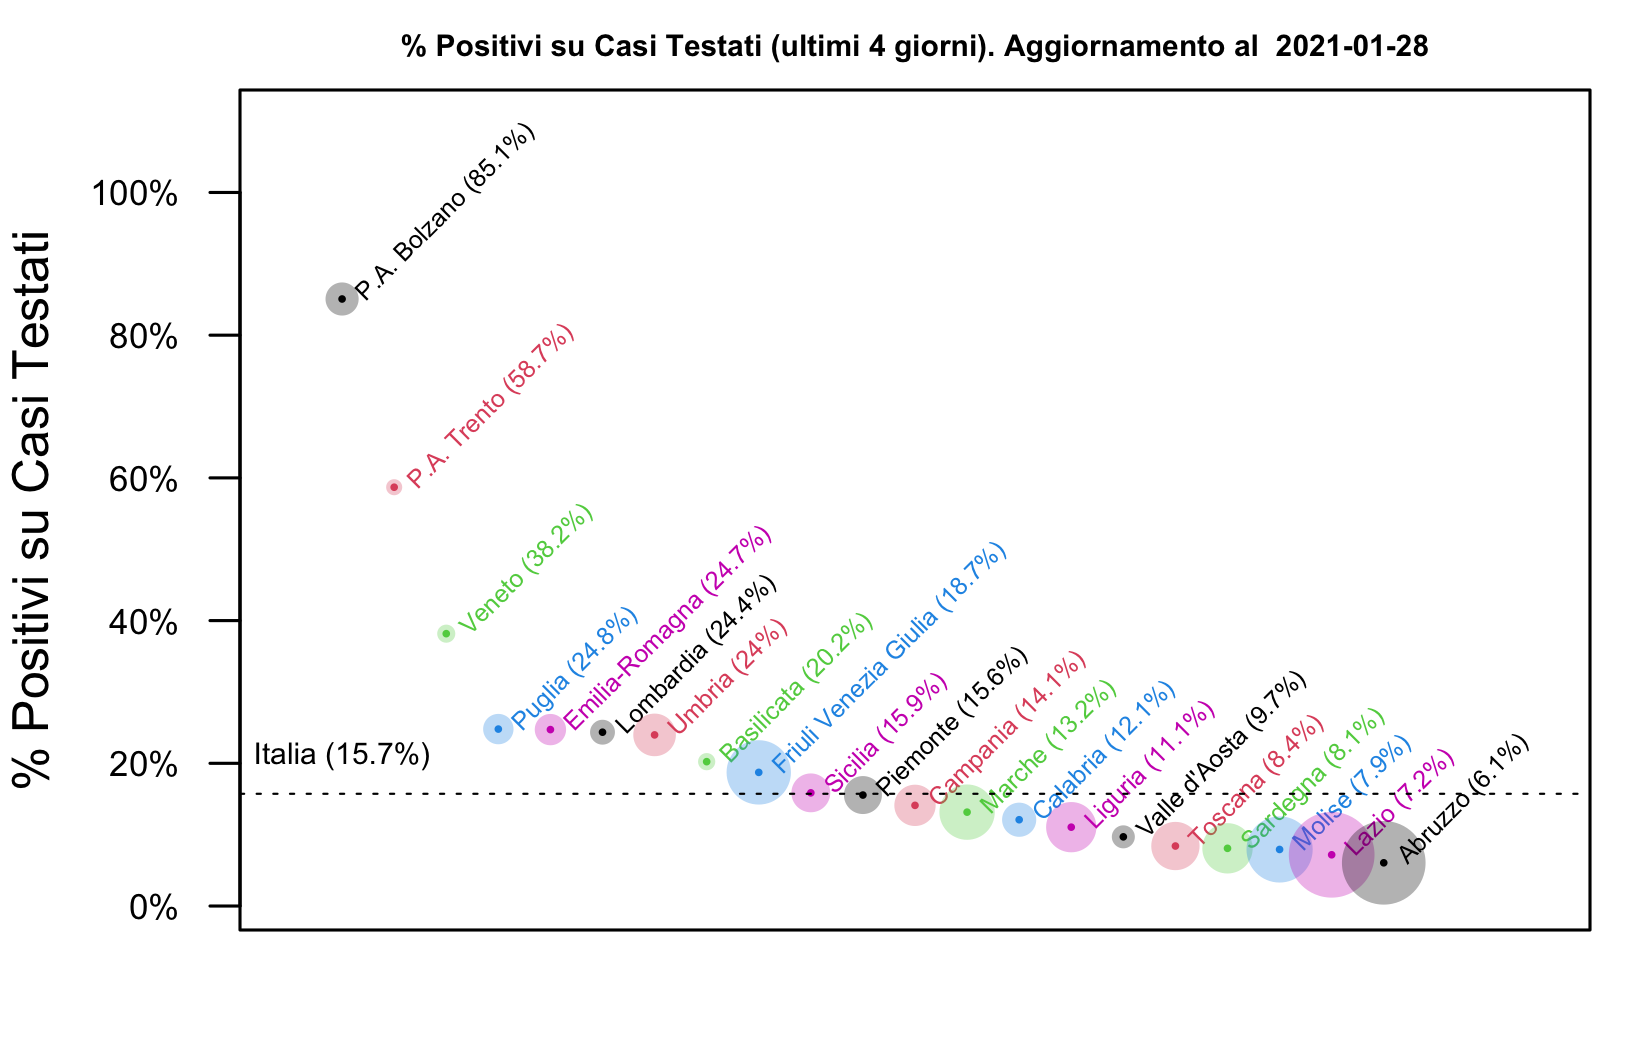 % Positivi su Casi Testati (ultimi 4 giorni). Aggiornamento al  2021-01-28
% Positivi su Casi Testati
100%
80%
60%
40%
20%
0%
Italia (15.7%)
P.A. Bolzano (85.1%)
P.A. Trento (58.7%)
Veneto (38.2%)
Puglia (24.8%)
Emilia-Romagna (24.7%)
Lombardia (24.4%)
Umbria (24%)
Basilicata (20.2%)
Friuli Venezia Giulia (18.7%)
Sicilia (15.9%)
Piemonte (15.6%)
Campania (14.1%)
Marche (13.2%)
Calabria (12.1%)
Liguria (11.1%)
Valle d'Aosta (9.7%)
Toscana (8.4%)
Sardegna (8.1%)
Molise (7.9%)
Lazio (7.2%)
Abruzzo (6.1%)